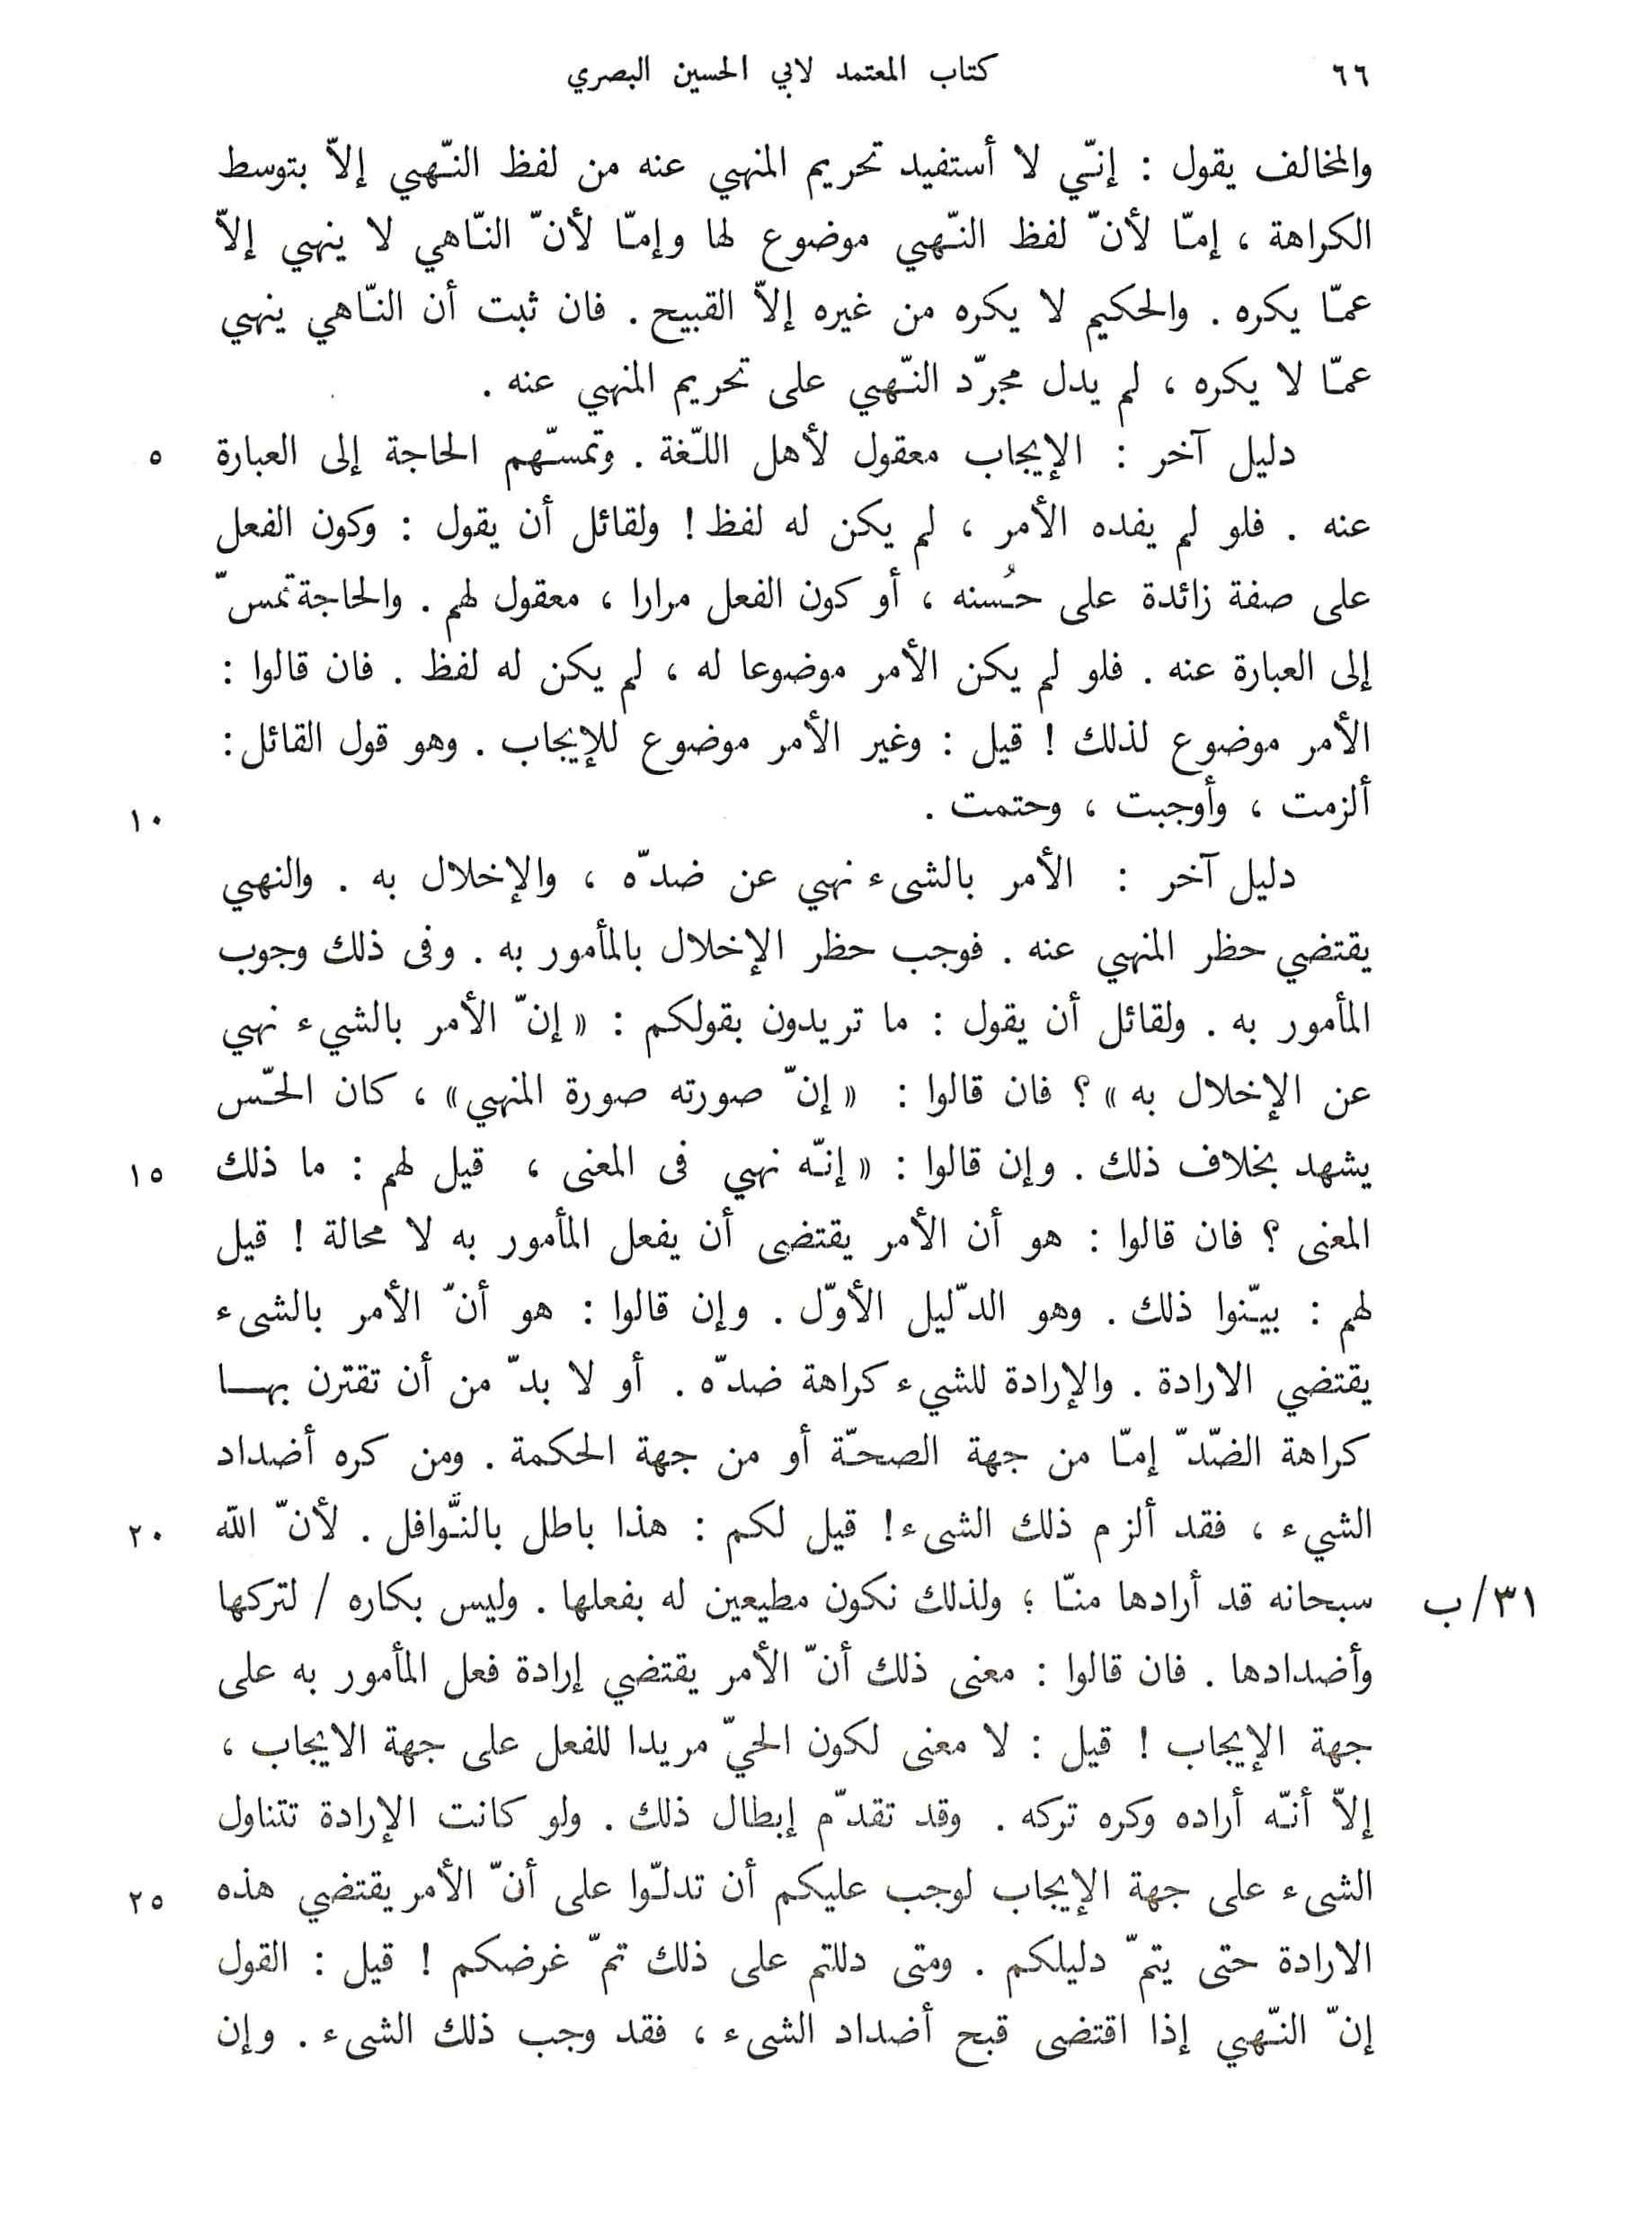 ٦٦ كتاب المعتمد لابي الحسين البصري
والمخالف يقول : إنّي لا أستفيد تحريم المنهي عنه من لفظ النّهي إلاّ بتوسط
الكراهة ، إمّا لأنّ لفظ النّهي موضوع لها وإمّا لأنّ النّاهي لا ينهي إلاّ
عمّا يكره . والحكيم لا يكره من غيره إلاّ القبيح . فان ثبت أن النّاهي ينهي
عمّا لا يكره ، لم يدل مجرّد النّهي على تحريم المنهي عنه .
دليل آخر : الإيجاب معقول لأهل اللّغة . وتمسّهم الحاجة إلى العبارة ٥
عنه . فلو لم يفده الأمر ، لم يكن له لفظ ! ولقائل أن يقول : وكون الفعل
على صفة زائدة على حُسنه ، أو كون الفعل مرارا ، معقول لهم . والحاجة تمسّ
إلى العبارة عنه . فلو لم يكن الأمر موضوعا له ، لم يكن له لفظ . فان قالوا :
الأمر موضوع لذلك ! قيل : وغير الأمر موضوع للإيجاب . وهو قول القائل :
ألزمت ، وأوجبت ، وحتمت . ١٠
دليل آخر : الأمر بالشىء نهي عن ضدّه ، والإخلال به . والنهي
يقتضي حظر المنهي عنه . فوجب حظر الإخلال بالمأمور به . وفى ذلك وجوب
المأمور به . ولقائل أن يقول : ما تريدون بقولكم : « إنّ الأمر بالشيء نهي
عن الإخلال به » ؟ فان قالوا : « إنّ صورته صورة المنهي» ، كان الحّس
يشهد بخلاف ذلك . وإن قالوا : « إنّه نهي فى المعنى ، قيل لهم : ما ذلك ١٥
المعنى ؟ فان قالوا : هو أن الأمر يقتضى أن يفعل المأمور به لا محالة ! قيل
لهم : بيّنوا ذلك . وهو الدّليل الأوّل . وإن قالوا : هو أنّ الأمر بالشىء
يقتضي الارادة . والإرادة للشيء كراهة ضدّه . أو لا بدّ من أن تقترن بهــا
كراهة الضّدّ إمّا من جهة الصحّة أو من جهة الحكمة . ومن كره أضداد
الشيء ، فقد ألزم ذلك الشىء ! قيل لكم : هذا باطل بالنَّوافل . لأنّ اللّه ٢٠
٣١/ب سبحانه قد أرادها منّا ؛ ولذلك نكون مطيعين له بفعلها . وليس بكاره / لتركها
وأضدادها . فان قالوا : معنى ذلك أنّ الأمر يقتضي إرادة فعل المأمور به على
جهة الإيجاب ! قيل : لا معنى لكون الحيّ مريدا للفعل على جهة الايجاب ،
إلاّ أنّه أراده وكره تركه . وقد تقدّم إبطال ذلك . ولو كانت الإرادة تتناول
الشىء على جهة الإيجاب لوجب عليكم أن تدلّوا على أنّ الأمر يقتضي هذه ٢٥
الارادة حتى يتمّ دليلكم . ومتى دللتم على ذلك تمّ غرضكم ! قيل : القول
إنّ النّهي إذا اقتضى قبح أضداد الشىء ، فقد وجب ذلك الشىء . وإن